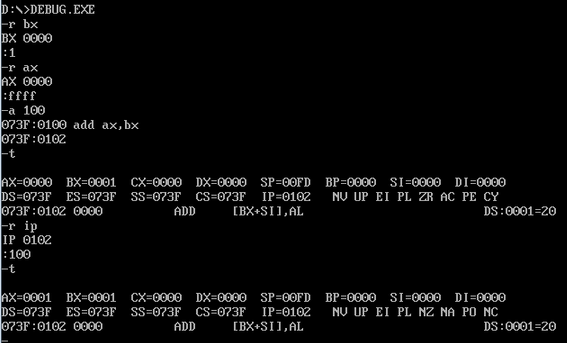 D:\>DEBUG.EXE
-r bx
BX 0000
:1
-r ax
AX 0000
:ffff
-a 100
073F:0100 add ax,bx
073F:0102
-t
AX=0000  BX=0001  CX=0000  DX=0000  SP=00FD  BP=0000  SI=0000  DI=0000
DS=073F  ES=073F  SS=073F  CS=073F  IP=0102   NV UP EI PL ZR AC PE CY
073F:0102 0000          ADD     [BX+SI],AL                         DS:0001=20
-r ip
IP 0102
:100
-t
AX=0001  BX=0001  CX=0000  DX=0000  SP=00FD  BP=0000  SI=0000  DI=0000
DS=073F  ES=073F  SS=073F  CS=073F  IP=0102   NV UP EI PL NZ NA PO NC
073F:0102 0000          ADD     [BX+SI],AL                         DS:0001=20
-